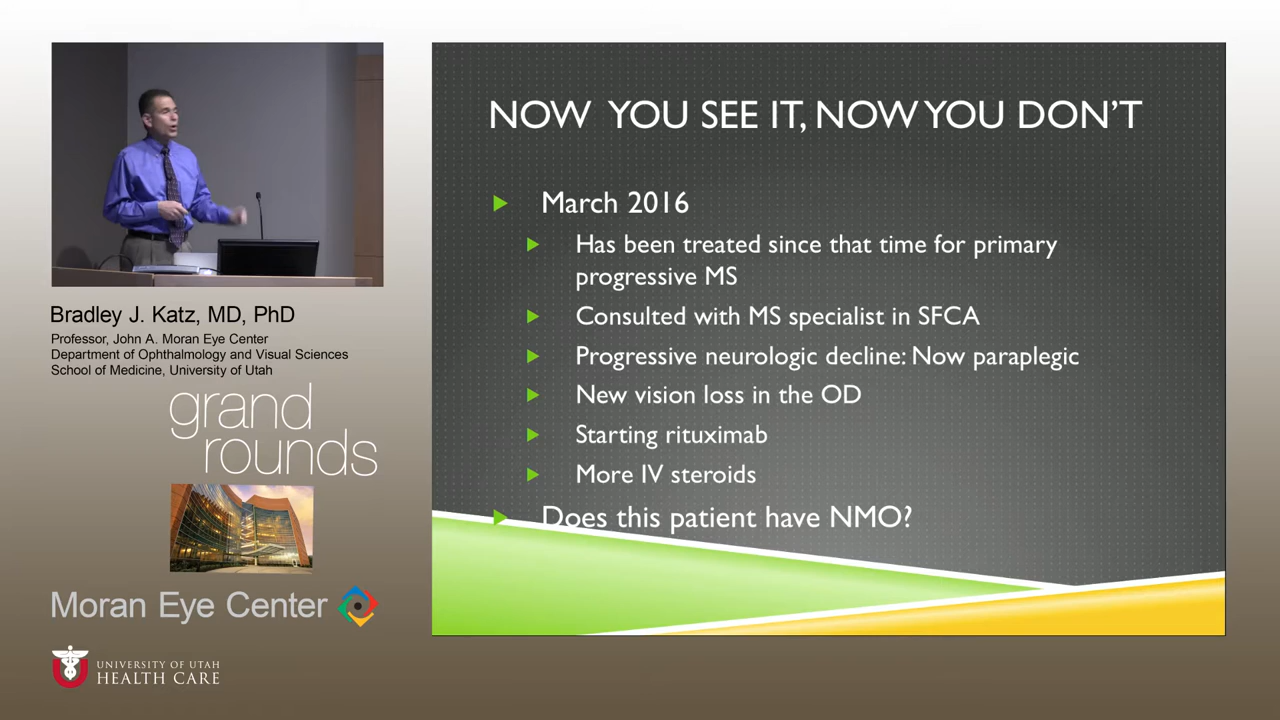 NOW YOU SEE IT, NOW YOU DON'T
March 2016
Has been treated since that time for primary
progressive MS
Consulted with MS specialist in SFCA
Progressive neurologic decline: Now paraplegic
New vision loss in the OD
Starting rituximab
More IV steroids
Does this patient have NMO?
Bradley J. Katz, MD, PhD
Professor, John A. Moran Eye Center
Department of Ophthalmology and Visual Sciences
School of Medicine, University of Utah
grand
rounds
Moran Eye Center
UNIVERSITY OF UTAH
HEALTH CARE